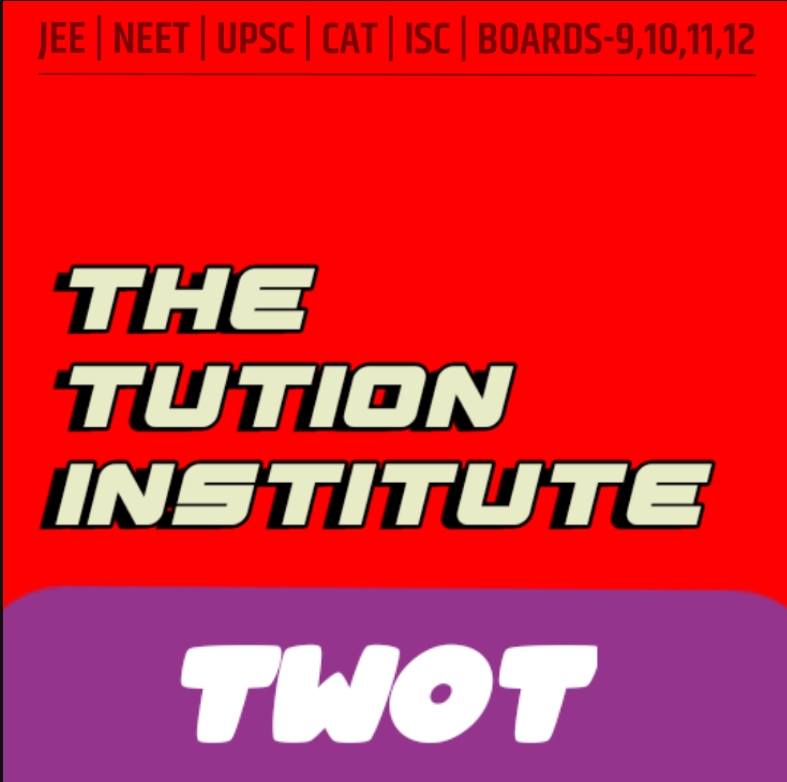 JEE | NEET | UPSC | CAT | ISC | BOARDS-9,10,11,12
THE
TUTION
INSTITUTE
TWOT